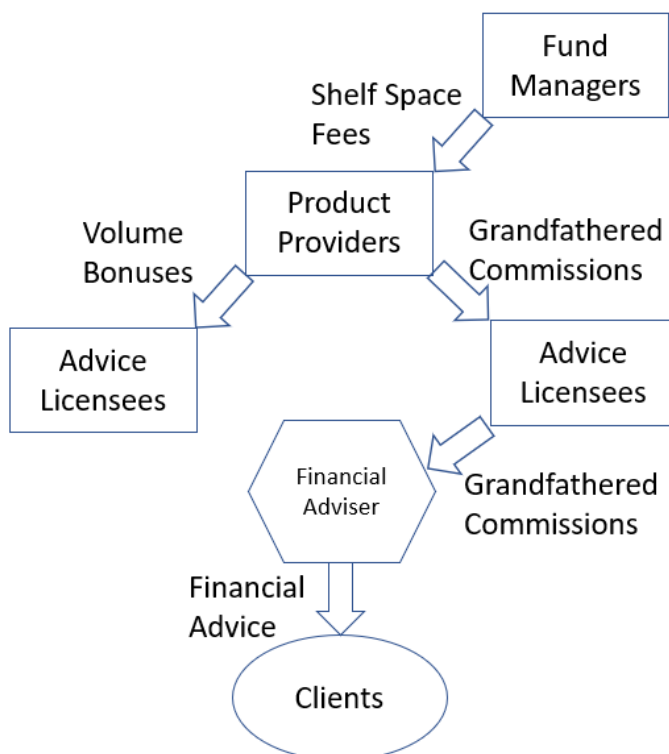 Fund
Managers
Shelf Space
Fees
Product
Providers
Volume
Bonuses
Grandfathered
Commissions
Advice
Licensees
Advice
Licensees
Financial
Adviser
Grandfathered
Commissions
Financial
Advice
Clients